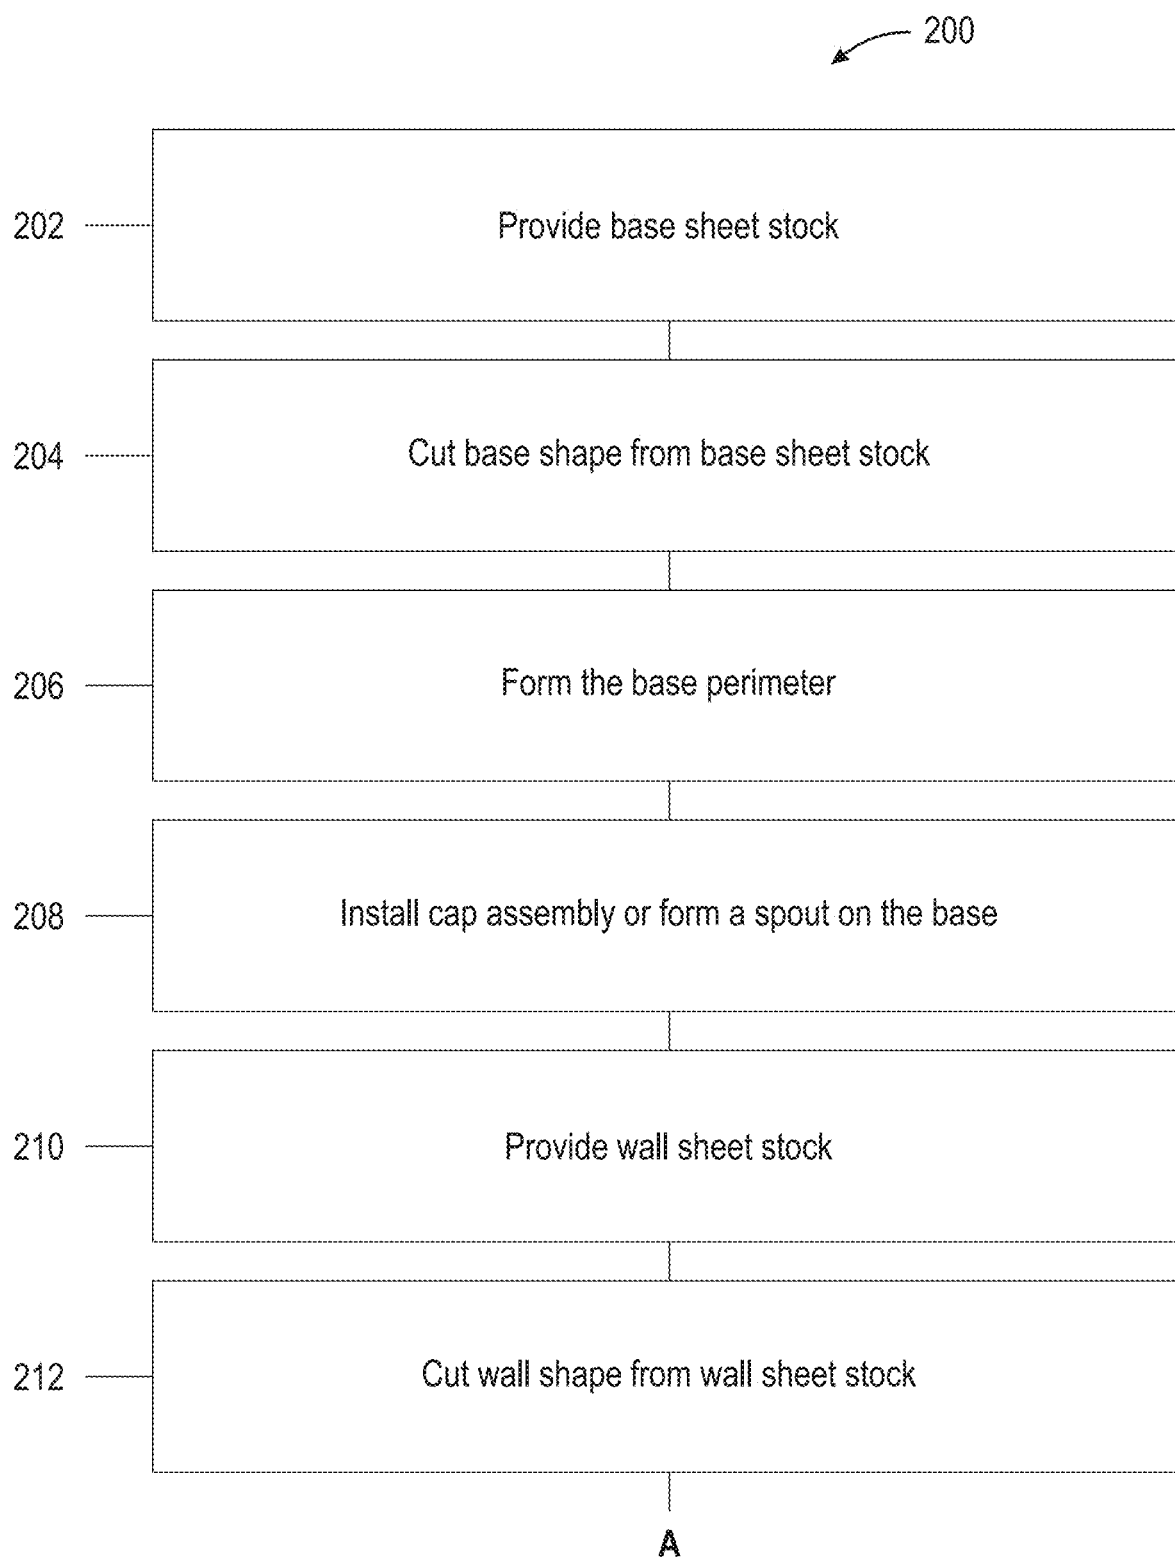 200
202
Provide base sheet stock
204
Cut base shape from base sheet stock
206
Form the base perimeter
208
Install cap assembly or form a spout on the base
210
Provide wall sheet stock
212
Cut wall shape from wall sheet stock
A